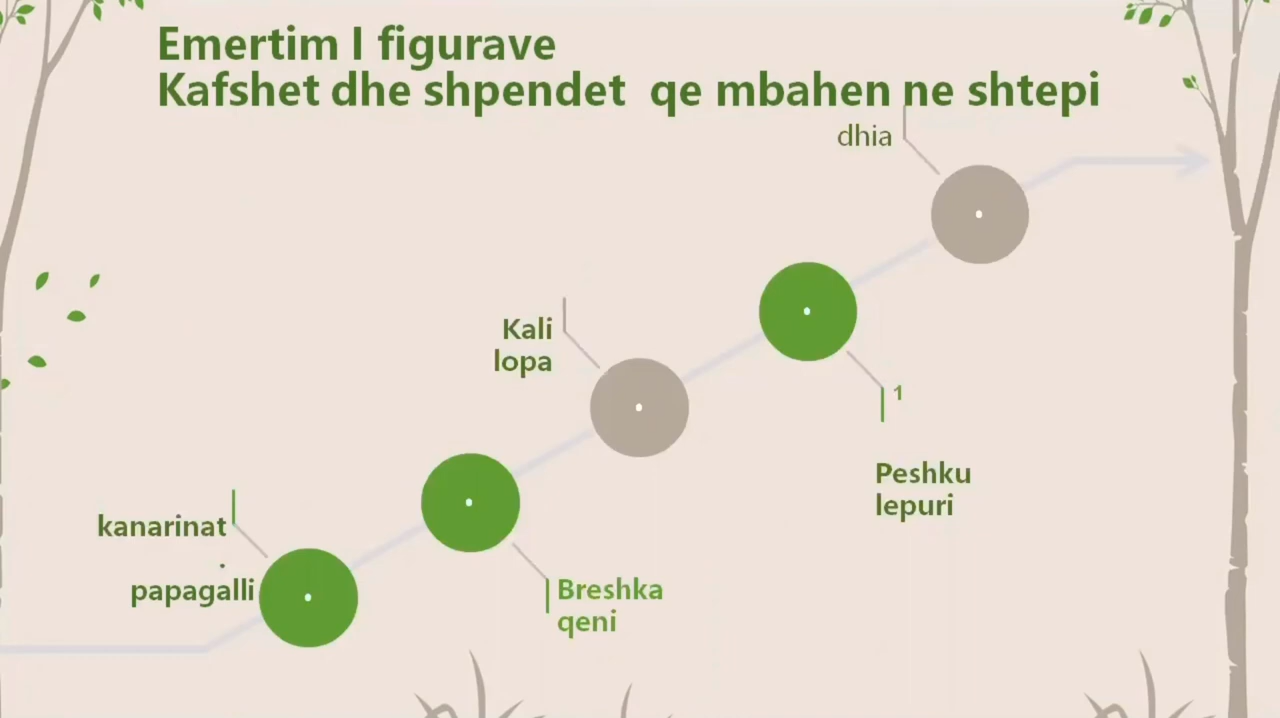 Emertim I figurave
Kafshet dhe shpendet  qe mbahen ne shtepi
dhia
Kali
lopa
1
Peshku
lepuri
kanarinat
.
papagalli
Breshka
qeni